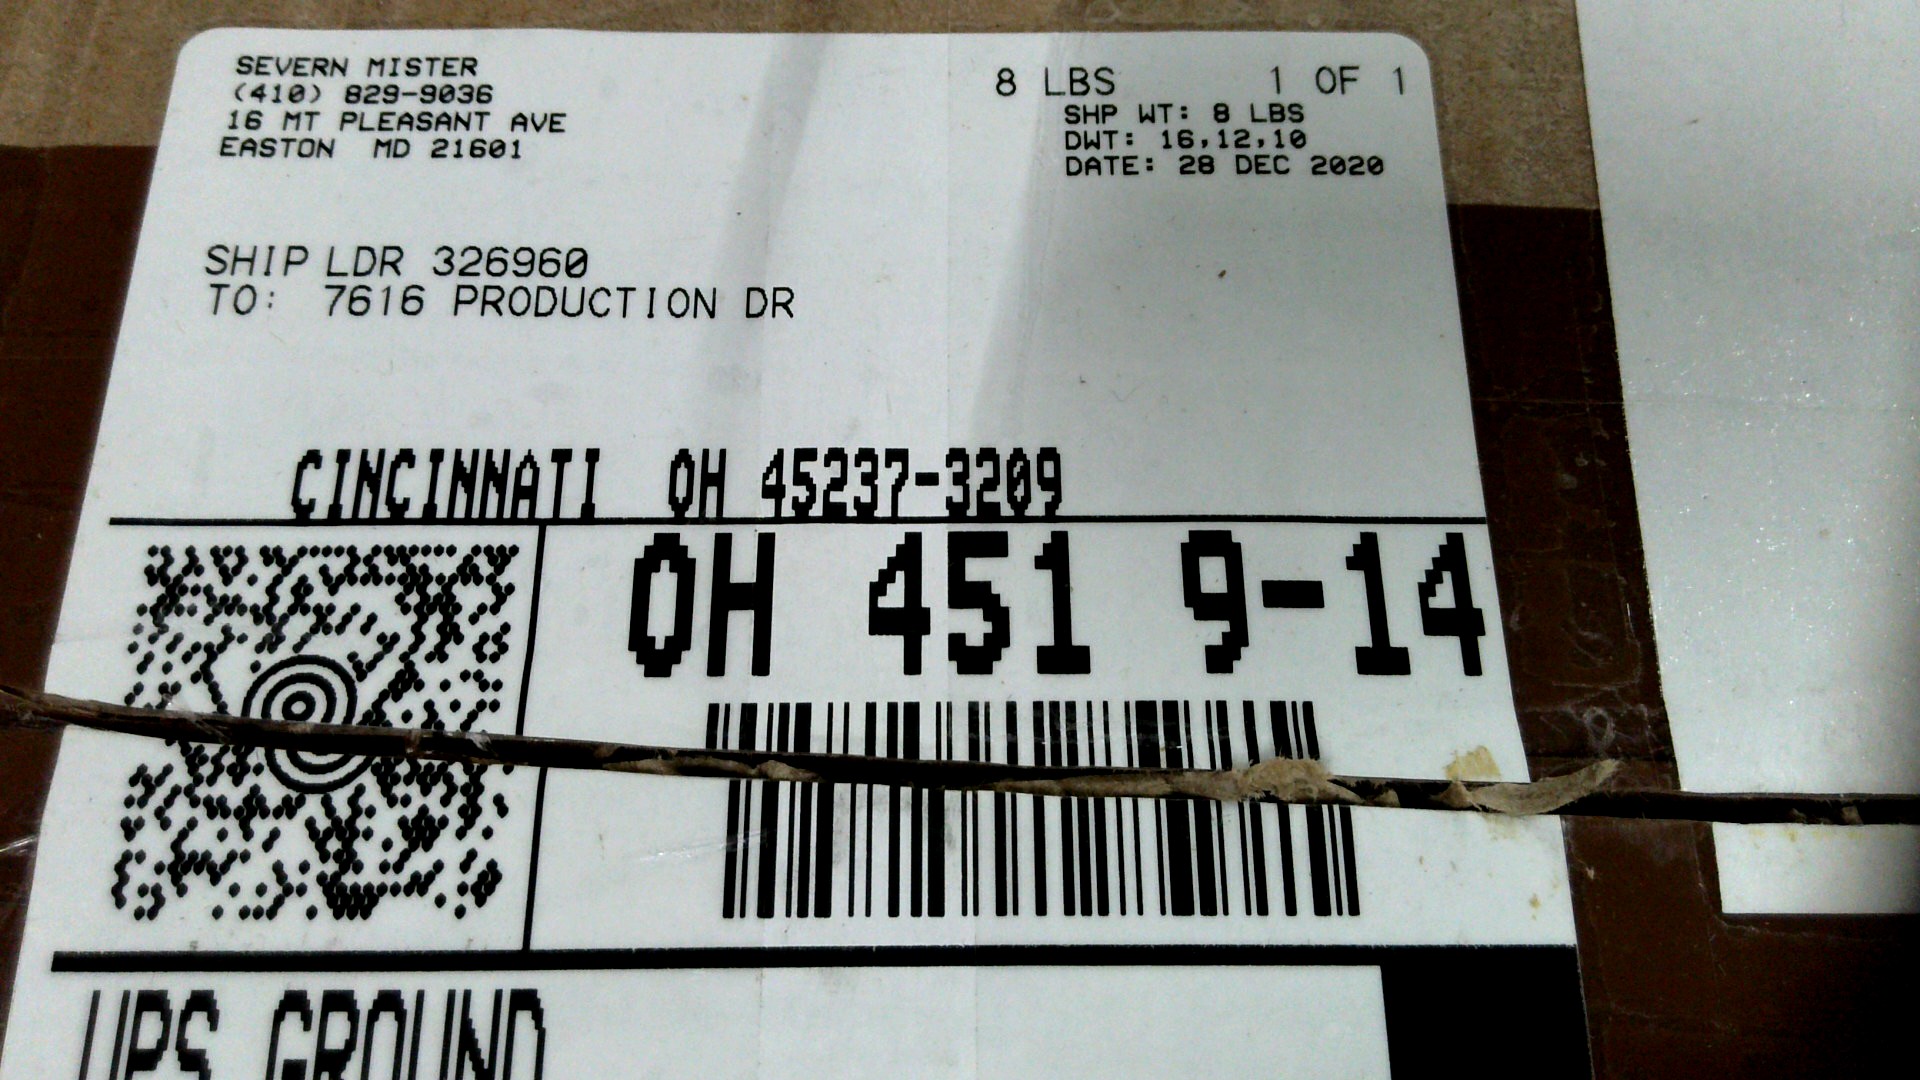 SEVERN MISTER
(410) 829-9036
16 MT PLEASANT AVE
EASTON MD 21601
8 LBS 1 OF 1
SHP WT: 8 LBS
DWT: 16,12,10
DATE: 28 DEC 2020
SHIP LDR 326960
TO: 7616 PRODUCTION DR
CINCINNATI OH 45237-3209
OH 451 9-14
UPS GROUND